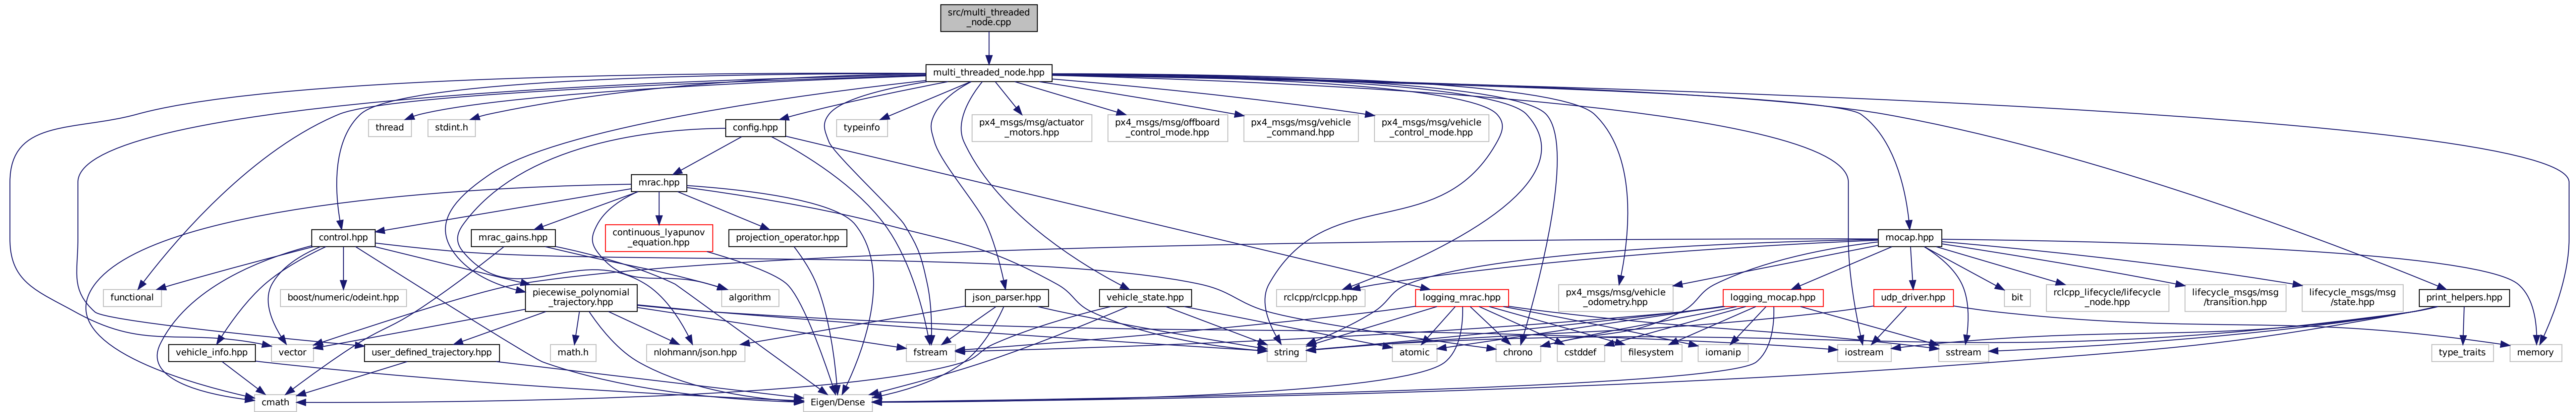 src/multi_threaded
_node.cpp
multi_threaded_node.hpp
thread
stdint.h
config.hpp
typeinfo
px4_msgs/msg/actuator
_motors.hpp
px4_msgs/msg/offboard
_control_mode.hpp
px4_msgs/msg/vehicle
_command.hpp
px4_msgs/msg/vehicle
_control_mode.hpp
mrac.hpp
control.hpp
mrac_gains.hpp
continuous_lyapunov
_equation.hpp
projection_operator.hpp
mocap.hpp
functional
boost/numeric/odeint.hpp
piecewise_polynomial
_trajectory.hpp
algorithm
json_parser.hpp
vehicle_state.hpp
rclcpp/rclcpp.hpp
logging_mrac.hpp
px4_msgs/msg/vehicle
_odometry.hpp
logging_mocap.hpp
udp_driver.hpp
bit
rclcpp_lifecycle/lifecycle
_node.hpp
lifecycle_msgs/msg
/transition.hpp
lifecycle_msgs/msg
/state.hpp
print_helpers.hpp
vehicle_info.hpp
vector
user_defined_trajectory.hpp
math.h
nlohmann/json.hpp
fstream
string
atomic
chrono
cstddef
filesystem
iomanip
iostream
sstream
type_traits
memory
cmath
Eigen/Dense